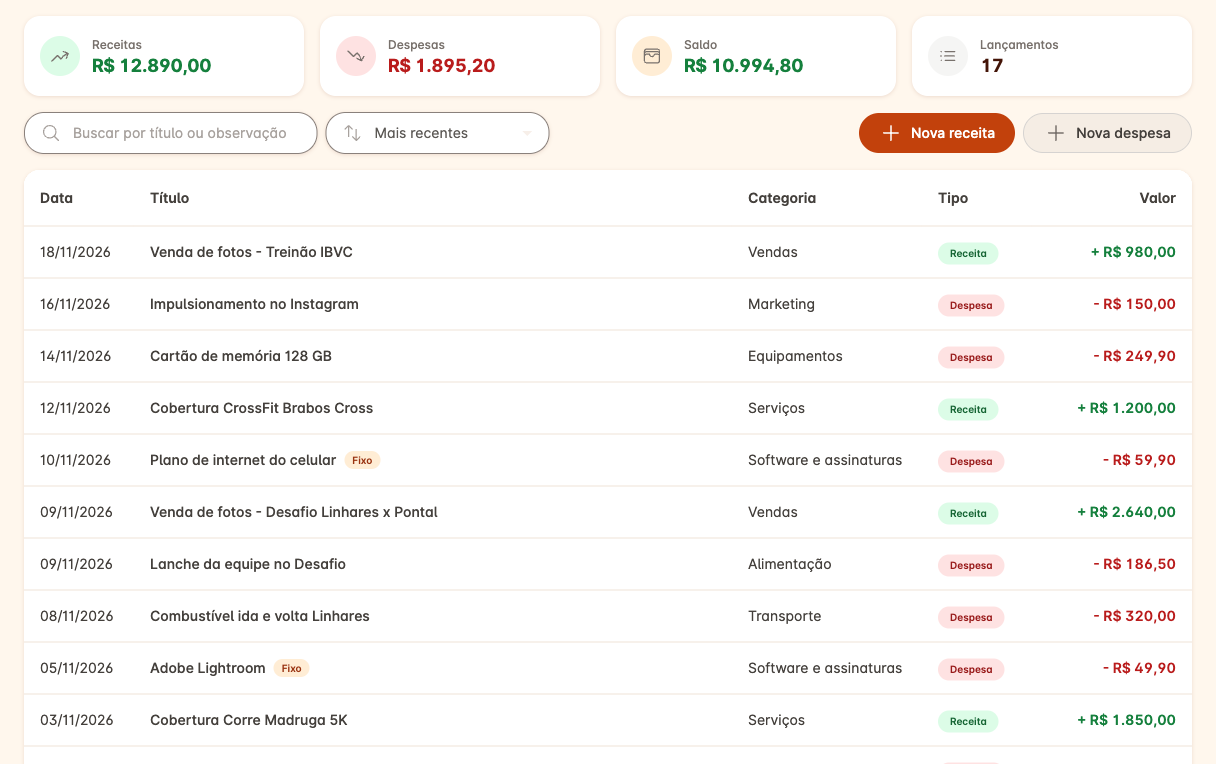 Receitas
R$ 12.890,00
Despesas
R$ 1.895,20
Saldo
R$ 10.994,80
Lançamentos
17
Buscar por título ou observação
Mais recentes
Nova receita
Nova despesa
Data Título Categoria Tipo Valor
18/11/2026 Venda de fotos - Treinão IBVC Vendas Receita + R$ 980,00
16/11/2026 Impulsionamento no Instagram Marketing Despesa - R$ 150,00
14/11/2026 Cartão de memória 128 GB Equipamentos Despesa - R$ 249,90
12/11/2026 Cobertura CrossFit Brabos Cross Serviços Receita + R$ 1.200,00
10/11/2026 Plano de internet do celular Fixo Software e assinaturas Despesa - R$ 59,90
09/11/2026 Venda de fotos - Desafio Linhares x Pontal Vendas Receita + R$ 2.640,00
09/11/2026 Lanche da equipe no Desafio Alimentação Despesa - R$ 186,50
08/11/2026 Combustível ida e volta Linhares Transporte Despesa - R$ 320,00
05/11/2026 Adobe Lightroom Fixo Software e assinaturas Despesa - R$ 49,90
03/11/2026 Cobertura Corre Madruga 5K Serviços Receita + R$ 1.850,00